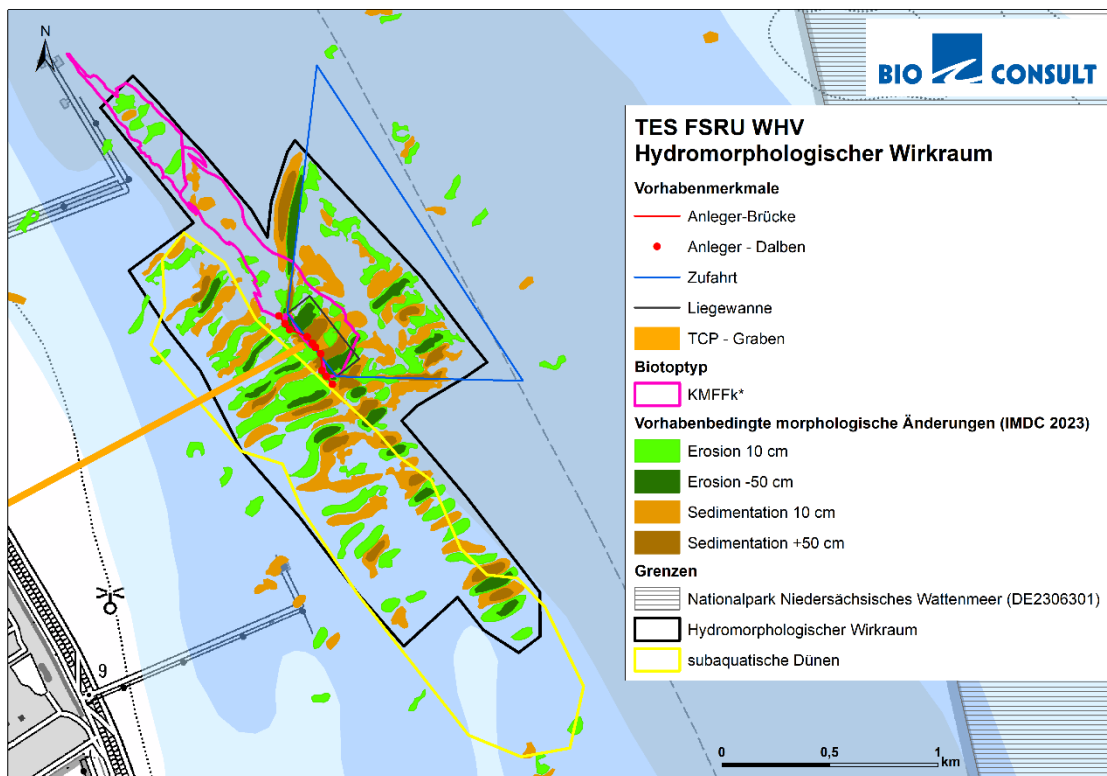 N
BIO CONSULT
TES FSRU WHV
Hydromorphologischer Wirkraum
Vorhabenmerkmale
Anleger-Brücke
Anleger - Dalben
Zufahrt
Liegewanne
TCP - Graben
Biotoptyp
KMFFk*
Vorhabenbedingte morphologische Änderungen (IMDC 2023)
Erosion 10 cm
Erosion -50 cm
Sedimentation 10 cm
Sedimentation +50 cm
Grenzen
Nationalpark Niedersächsisches Wattenmeer (DE2306301)
Hydromorphologischer Wirkraum
subaquatische Dünen
9
0 0,5 1
km